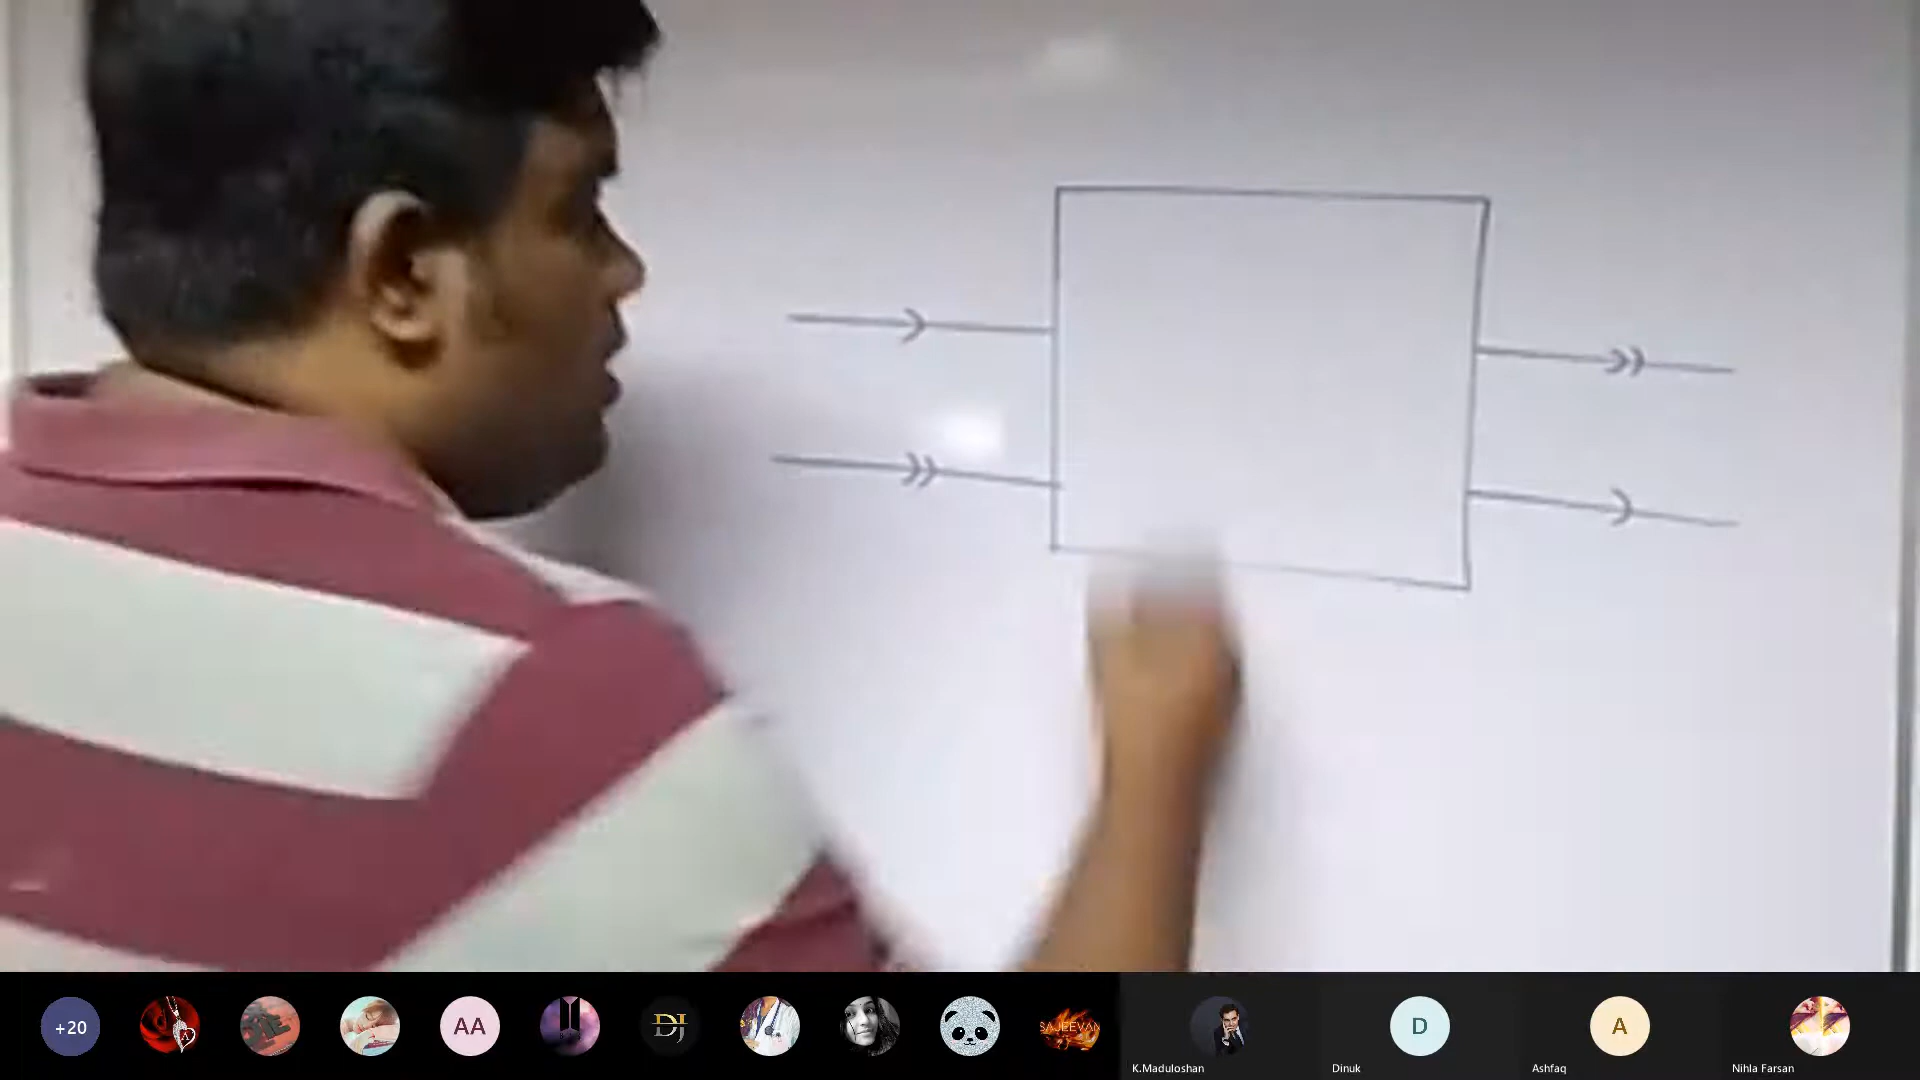 +20
AA
DJ
SAJEEVAN
D
A
K.Maduloshan
Dinuk
Ashfaq
Nihla Farsan